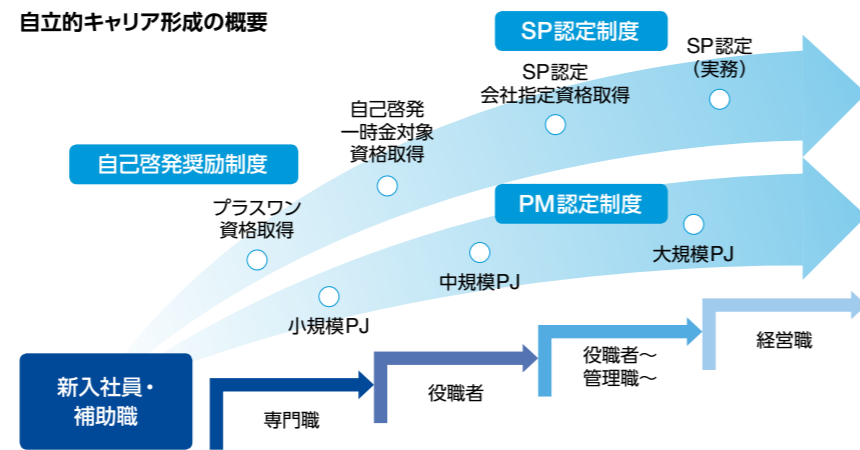 自立的キャリア形成の概要
SP認定制度
SP認定
（実務）
SP認定
会社指定資格取得
自己啓発
一時金対象
資格取得
自己啓発奨励制度
プラスワン
資格取得
PM認定制度
大規模PJ
中規模PJ
小規模PJ
新入社員・
補助職
専門職
役職者
役職者～
管理職～
経営職